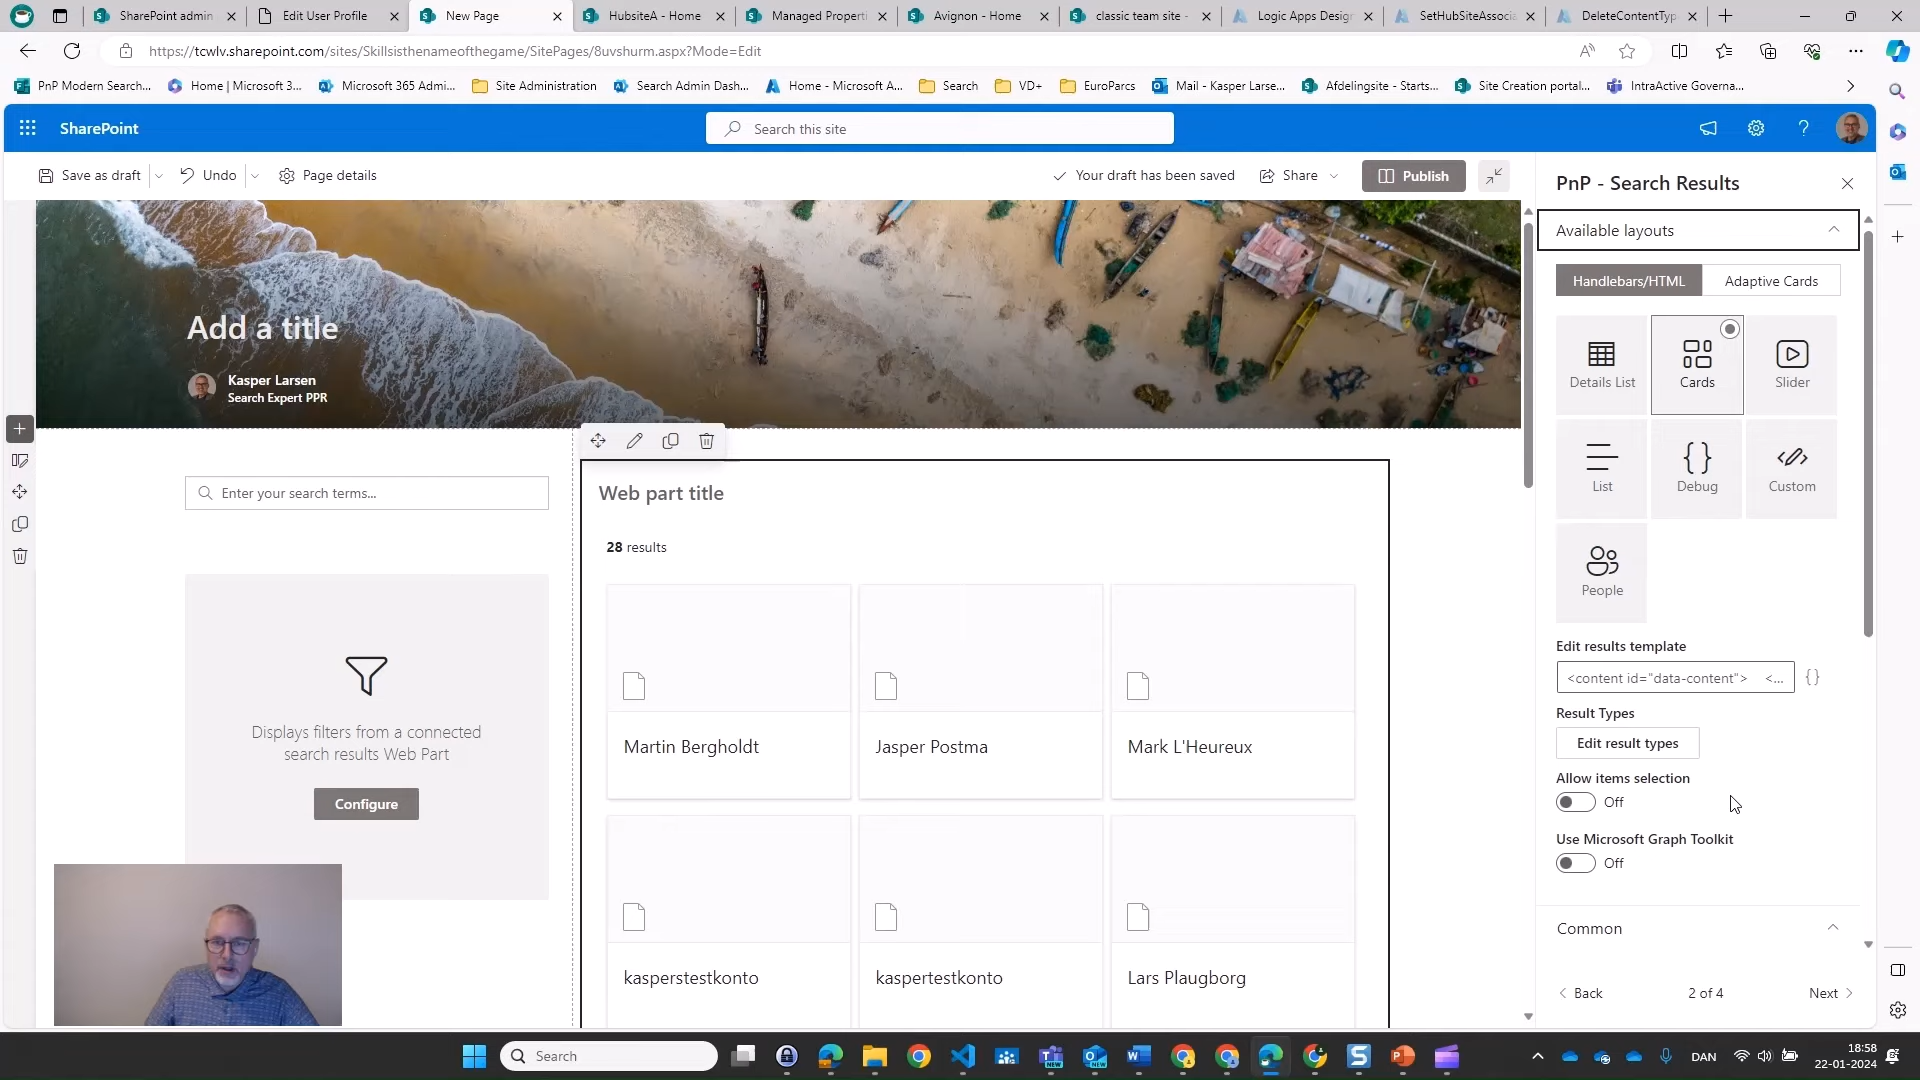 SharePoint admin
Edit User Profile
New Page
HubsiteA - Home
Managed Propert
Avignon - Home
classic team site -
Logic Apps Desig
SetHubSiteAssoci
DeleteContentTyp
https://tcwlv.sharepoint.com/sites/Skillsisthenameofthegame/SitePages/8uvshurm.aspx?Mode=Edit
PnP Modern Search...
Home | Microsoft 3...
Microsoft 365 Admi...
Site Administration
Search Admin Dash...
Home - Microsoft A...
Search
VD+
EuroParcs
Mail - Kasper Larse...
Afdelingsite - Starts...
Site Creation portal...
IntraActive Governa...
SharePoint
Search this site
Save as draft
Undo
Page details
Your draft has been saved
Share
Publish
Add a title
Kasper Larsen
Search Expert PPR
Enter your search terms...
Displays filters from a connected
search results Web Part
Configure
Web part title
28 results
Martin Bergholdt
Jasper Postma
Mark L'Heureux
kasperstestkonto
kaspertestkonto
Lars Plaugborg
PnP - Search Results
Available layouts
Handlebars/HTML
Adaptive Cards
Details List
Cards
Slider
List
Debug
Custom
People
Edit results template
<content id="data-content"> <...
{}
Result Types
Edit result types
Allow items selection
Off
Use Microsoft Graph Toolkit
Off
Common
Back
2 of 4
Next
Search
DAN
18:58
22-01-2024